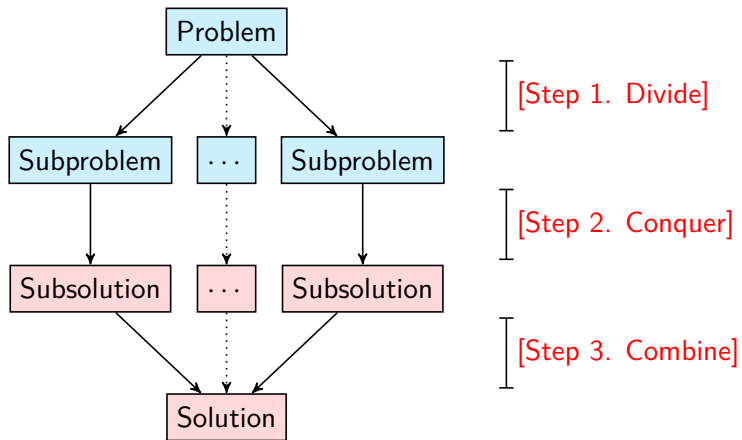 Problem
[Step 1. Divide]
Subproblem ... Subproblem
[Step 2. Conquer]
Subsolution ... Subsolution
[Step 3. Combine]
Solution